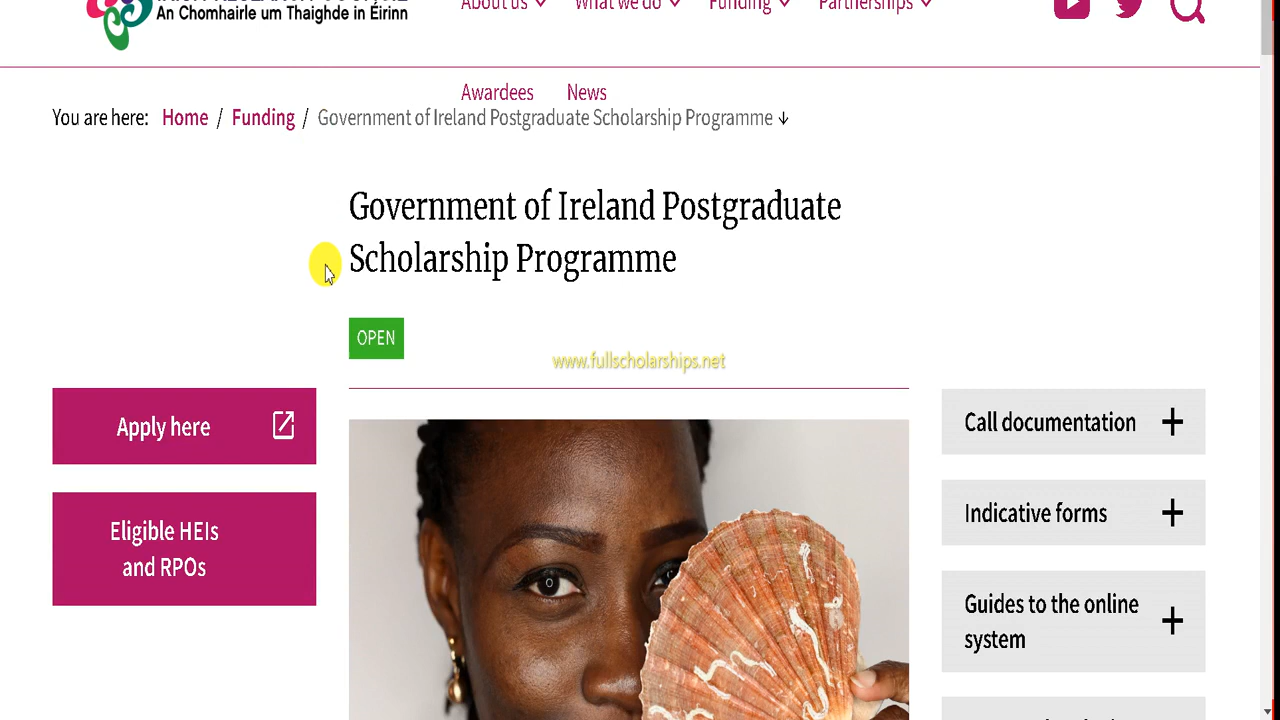 An Chomhairle um Thaighde in Éirinn
About us What we do Funding Partnerships
Awardees News
You are here: Home / Funding / Government of Ireland Postgraduate Scholarship Programme ↓
Government of Ireland Postgraduate
Scholarship Programme
OPEN
www.fullscholarships.net
Apply here
Call documentation +
Eligible HEIs
and RPOs
Indicative forms +
Guides to the online
system +